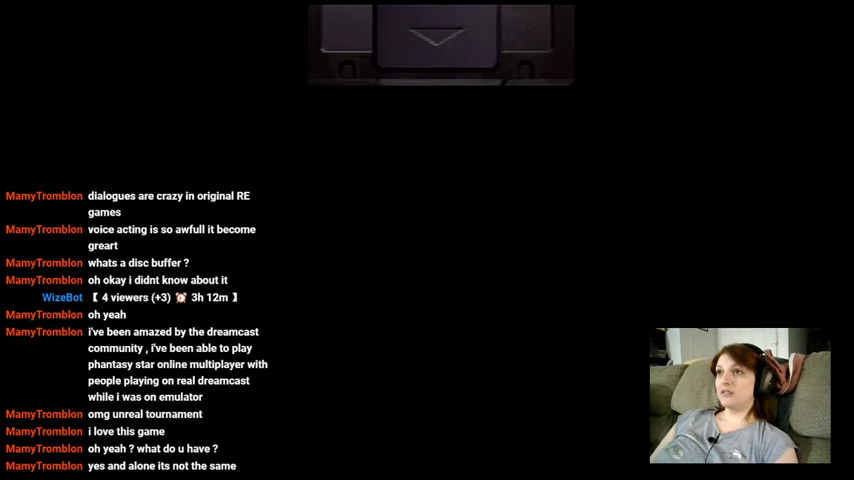 MamyTromblon dialogues are crazy in original RE
games
MamyTromblon voice acting is so awfull it become
greart
MamyTromblon whats a disc buffer ?
MamyTromblon oh okay i didnt know about it
WizeBot 【 4 viewers (+3) ⏰ 3h 12m 】
MamyTromblon oh yeah
MamyTromblon i've been amazed by the dreamcast
community , i've been able to play
phantasy star online multiplayer with
people playing on real dreamcast
while i was on emulator
MamyTromblon omg unreal tournament
MamyTromblon i love this game
MamyTromblon oh yeah ? what do u have ?
MamyTromblon yes and alone its not the same